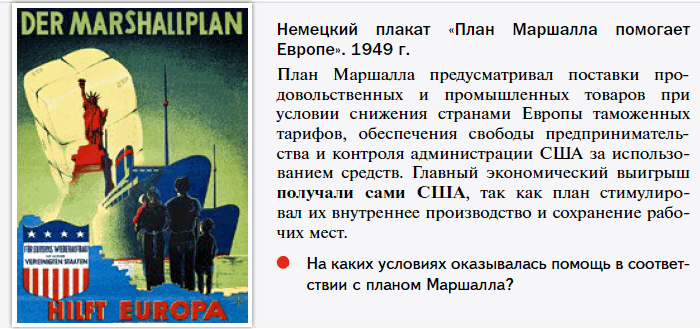 DER MARSHALLPLAN
FÜR EUROPAS WIEDERAUFBAU
VEREINIGTEN STAATEN
HILFT EUROPA
Немецкий плакат «План Маршалла помогает
Европе». 1949 г.
План Маршалла предусматривал поставки про-
довольственных и промышленных товаров при
условии снижения странами Европы таможенных
тарифов, обеспечения свободы предприниматель-
ства и контроля администрации США за использо-
ванием средств. Главный экономический выигрыш
получали сами США, так как план стимулиро-
вал их внутреннее производство и сохранение рабо-
чих мест.
На каких условиях оказывалась помощь в соответ-
ствии с планом Маршалла?